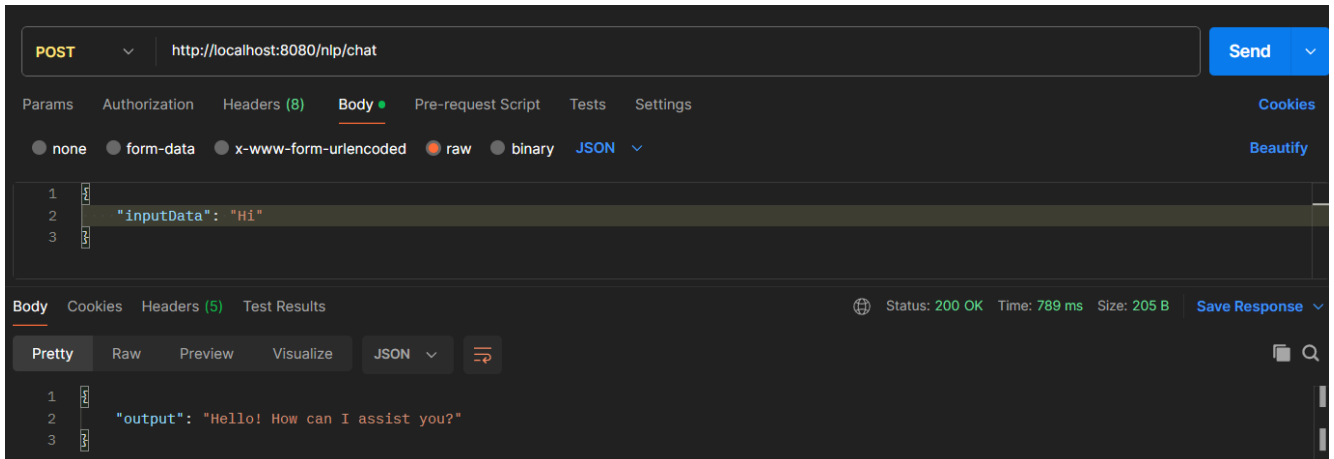 POST http://localhost:8080/nlp/chat Send
Params Authorization Headers (8) Body Pre-request Script Tests Settings Cookies
none form-data x-www-form-urlencoded raw binary JSON Beautify
1 {
2 "inputData": "Hi"
3 }
Body Cookies Headers (5) Test Results Status: 200 OK Time: 789 ms Size: 205 B Save Response
Pretty Raw Preview Visualize JSON
1 {
2 "output": "Hello! How can I assist you?"
3 }